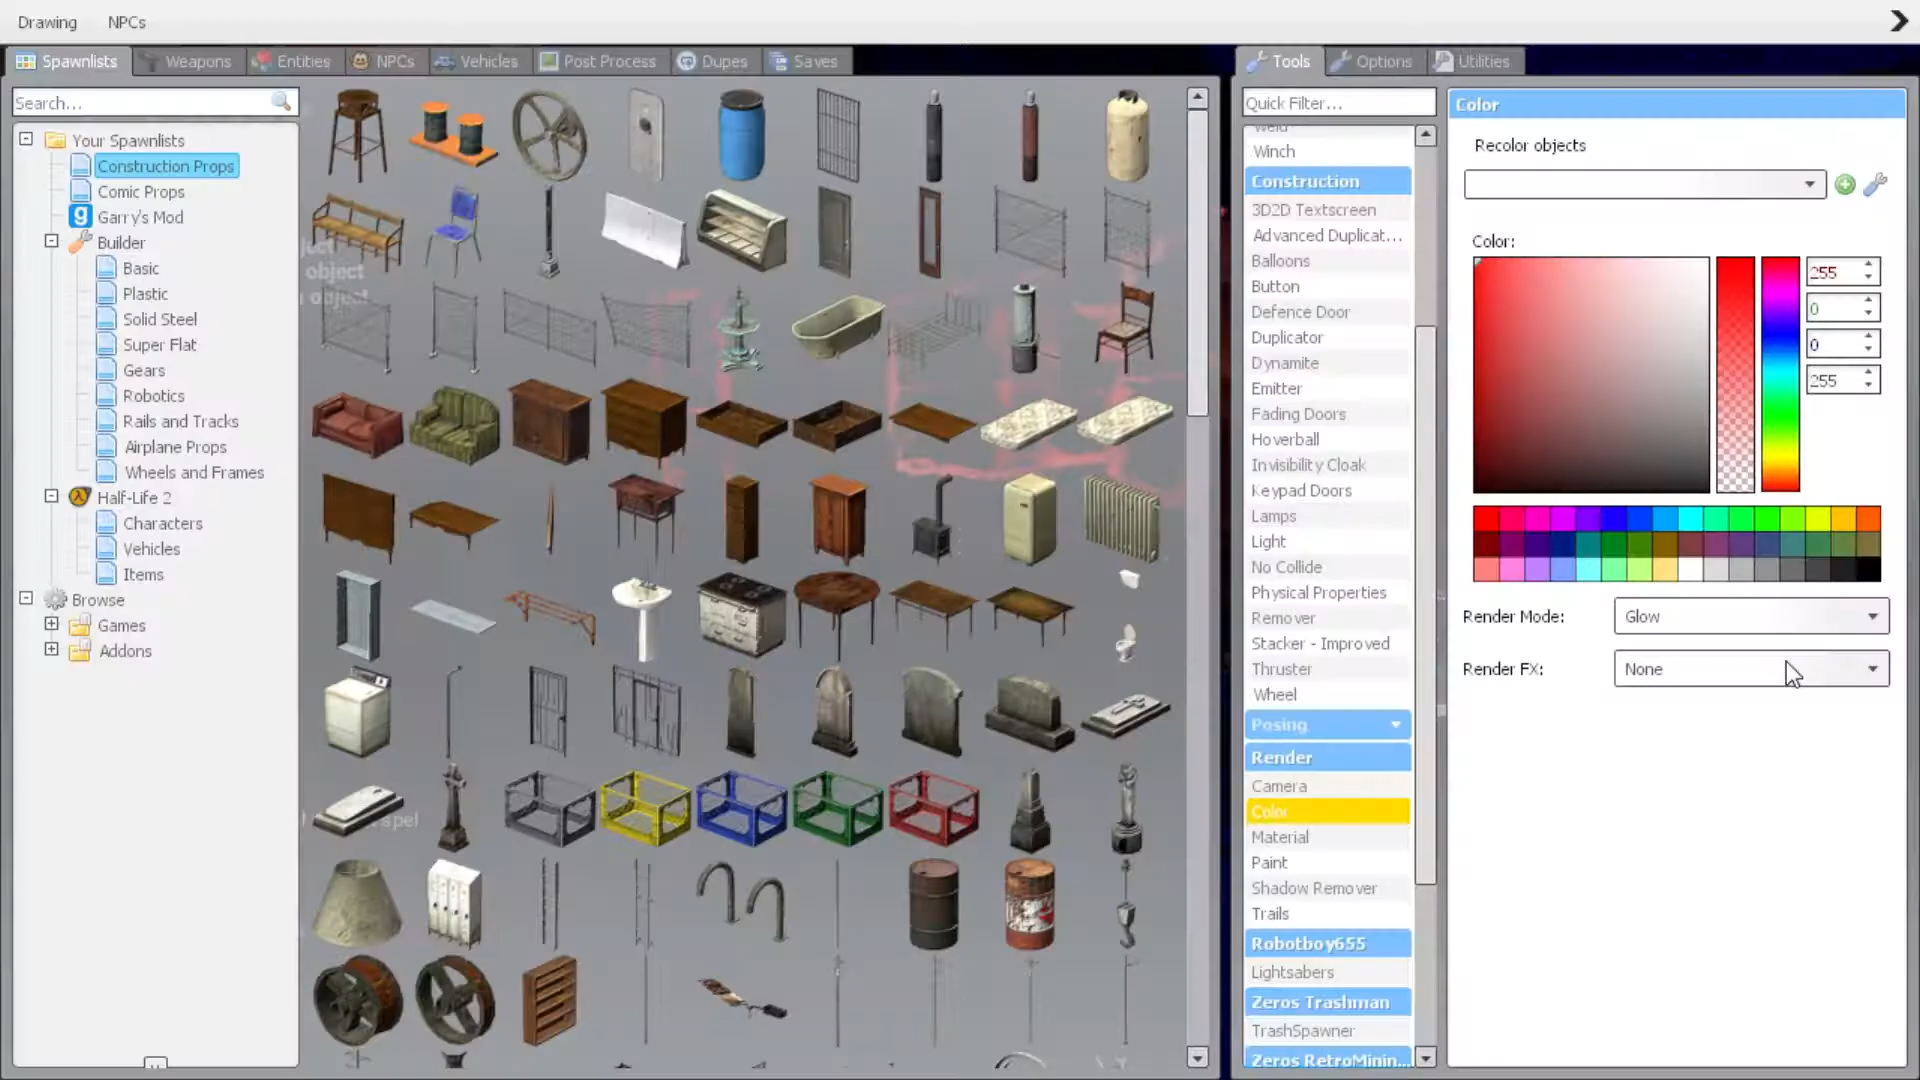 Drawing NPCs
Spawnlists Weapons Entities NPCs Vehicles Post Process Dupes Saves
Tools Options Utilities
Search...
Your Spawnlists
Construction Props
Comic Props
Garry's Mod
Builder
Basic
Plastic
Solid Steel
Super Flat
Gears
Robotics
Rails and Tracks
Airplane Props
Wheels and Frames
Half-Life 2
Characters
Vehicles
Items
Browse
Games
Addons
object
object
Quick Filter...
Weld
Winch
Construction
3D2D Textscreen
Advanced Duplicat...
Balloons
Button
Defence Door
Duplicator
Dynamite
Emitter
Fading Doors
Hoverball
Invisibility Cloak
Keypad Doors
Lamps
Light
No Collide
Physical Properties
Remover
Stacker - Improved
Thruster
Wheel
Posing
Render
Camera
Color
Material
Paint
Shadow Remover
Trails
Robotboy655
Lightsabers
Zeros Trashman
TrashSpawner
Zeros RetroMinin...
Color
Recolor objects
Color:
255
0
0
255
Render Mode: Glow
Render FX: None